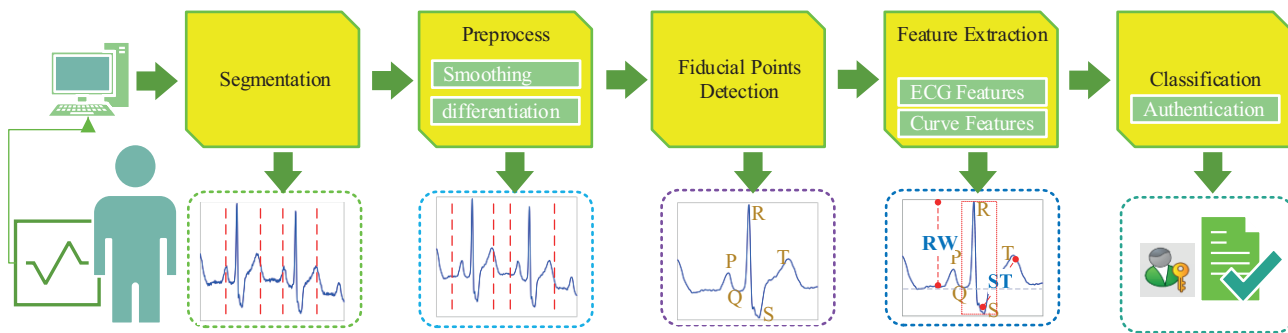 Segmentation
Preprocess
Smoothing
differentiation
Fiducial Points
Detection
Feature Extraction
ECG Features
Curve Features
Classification
Authentication
R
P
Q
S
T
R
RW
P
T
ST
Q
S